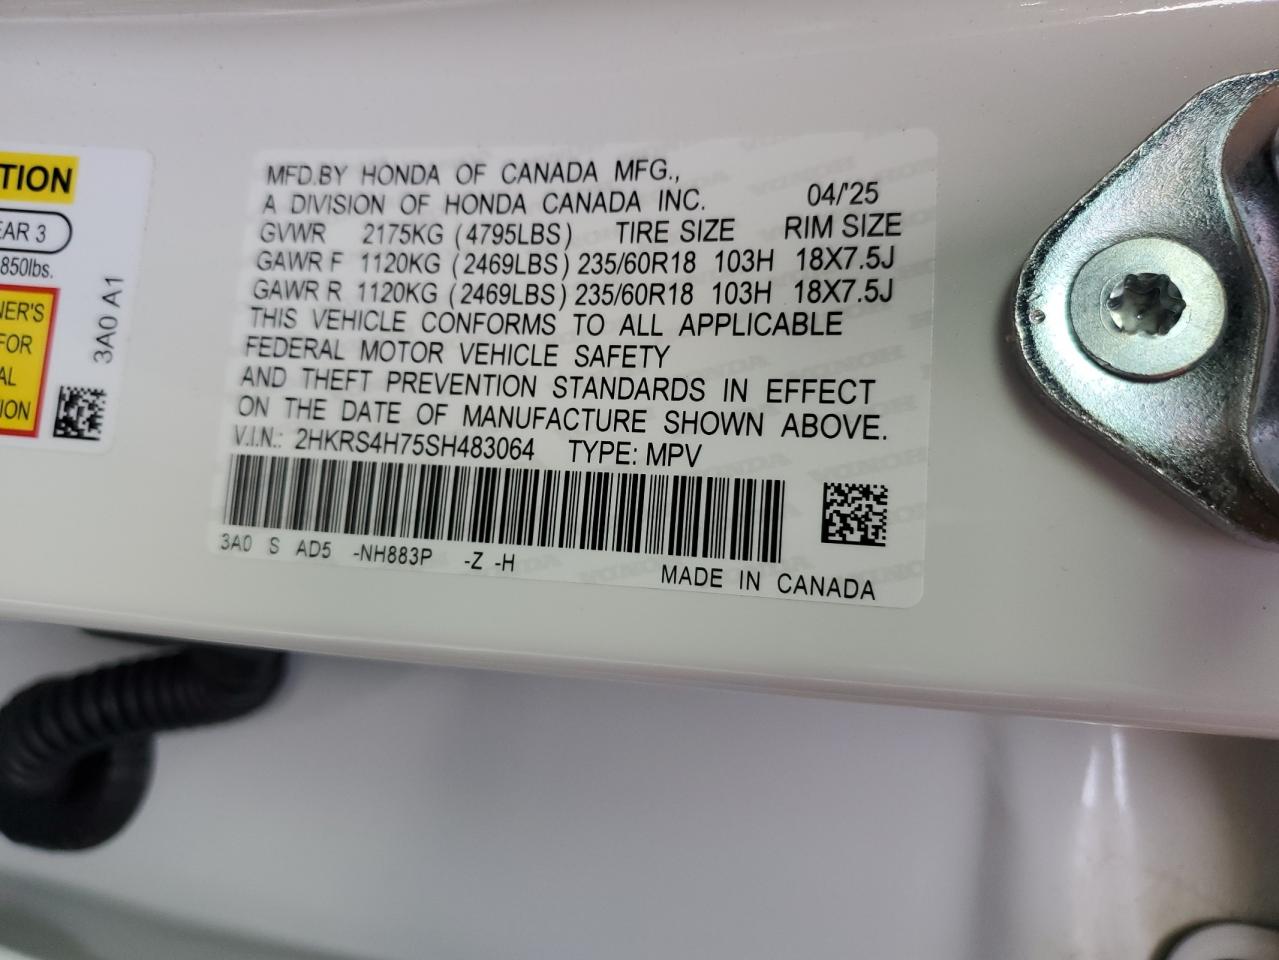 TION
EAR 3
850lbs.
NER'S
FOR
AL
ION
3A0 A1
MFD.BY HONDA OF CANADA MFG.,
A DIVISION OF HONDA CANADA INC. 04/'25
GVWR 2175KG (4795LBS) TIRE SIZE RIM SIZE
GAWR F 1120KG (2469LBS) 235/60R18 103H 18X7.5J
GAWR R 1120KG (2469LBS) 235/60R18 103H 18X7.5J
THIS VEHICLE CONFORMS TO ALL APPLICABLE
FEDERAL MOTOR VEHICLE SAFETY
AND THEFT PREVENTION STANDARDS IN EFFECT
ON THE DATE OF MANUFACTURE SHOWN ABOVE.
V.I.N.: 2HKRS4H75SH483064 TYPE: MPV
3A0 S AD5 -NH883P -Z -H
MADE IN CANADA